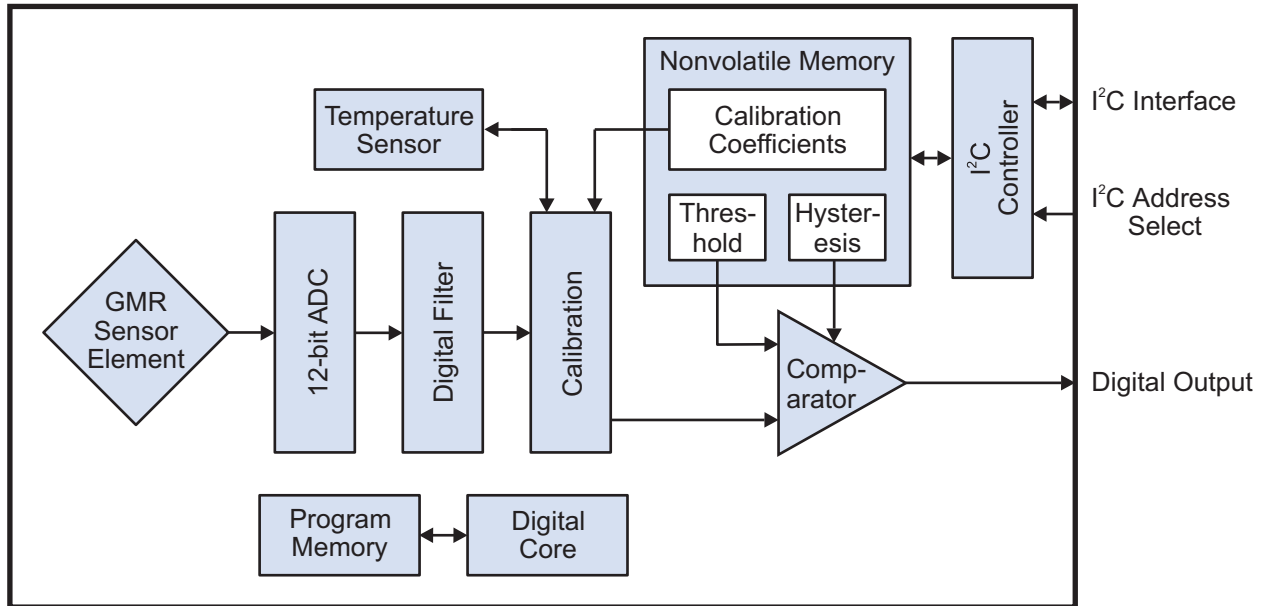 Nonvolatile Memory
Calibration
Coefficients
Thres-
hold
Hyster-
esis
I²C
Controller
I²C Interface
I²C Address
Select
Temperature
Sensor
GMR
Sensor
Element
12-bit ADC
Digital Filter
Calibration
Comp-
arator
Digital Output
Program
Memory
Digital
Core